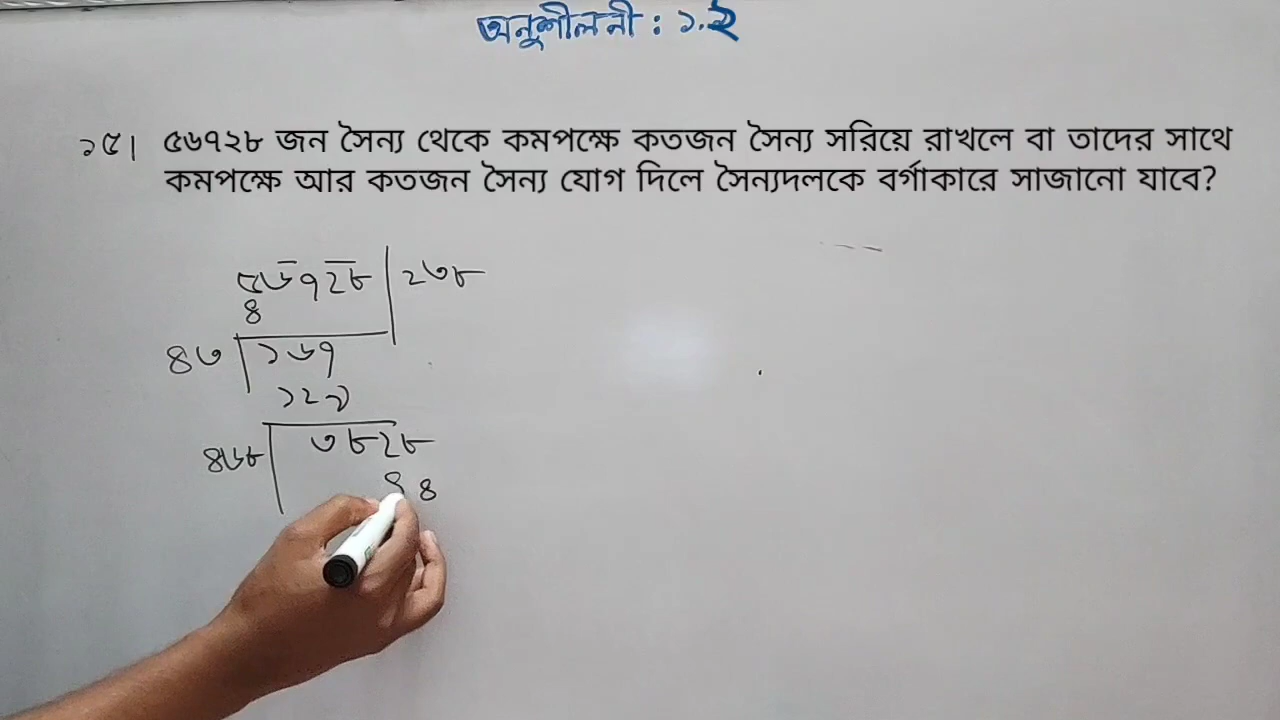 অনুশীলনী : ১.২
১৫। ৫৬৭২৮ জন সৈন্য থেকে কমপক্ষে কতজন সৈন্য সরিয়ে রাখলে বা তাদের সাথে
কমপক্ষে আর কতজন সৈন্য যোগ দিলে সৈন্যদলকে বর্গাকারে সাজানো যাবে?
৫৬৭২৮ ২৩৮
৪
৪৩ ১৬৭
১২৯
৪৬৮ ৩৮২৮
৪